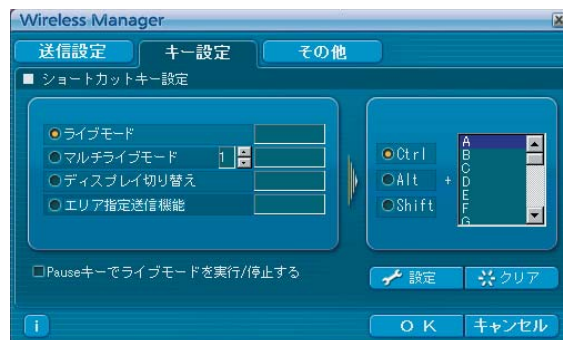 Wireless Manager
送信設定 キー設定 その他
■ ショートカットキー設定
ライブモード
マルチライブモード 1
ディスプレイ切り替え
エリア指定送信機能
Ctrl
Alt +
Shift
A
B
C
D
E
F
G
Pauseキーでライブモードを実行/停止する
設定 クリア
i
OK キャンセル